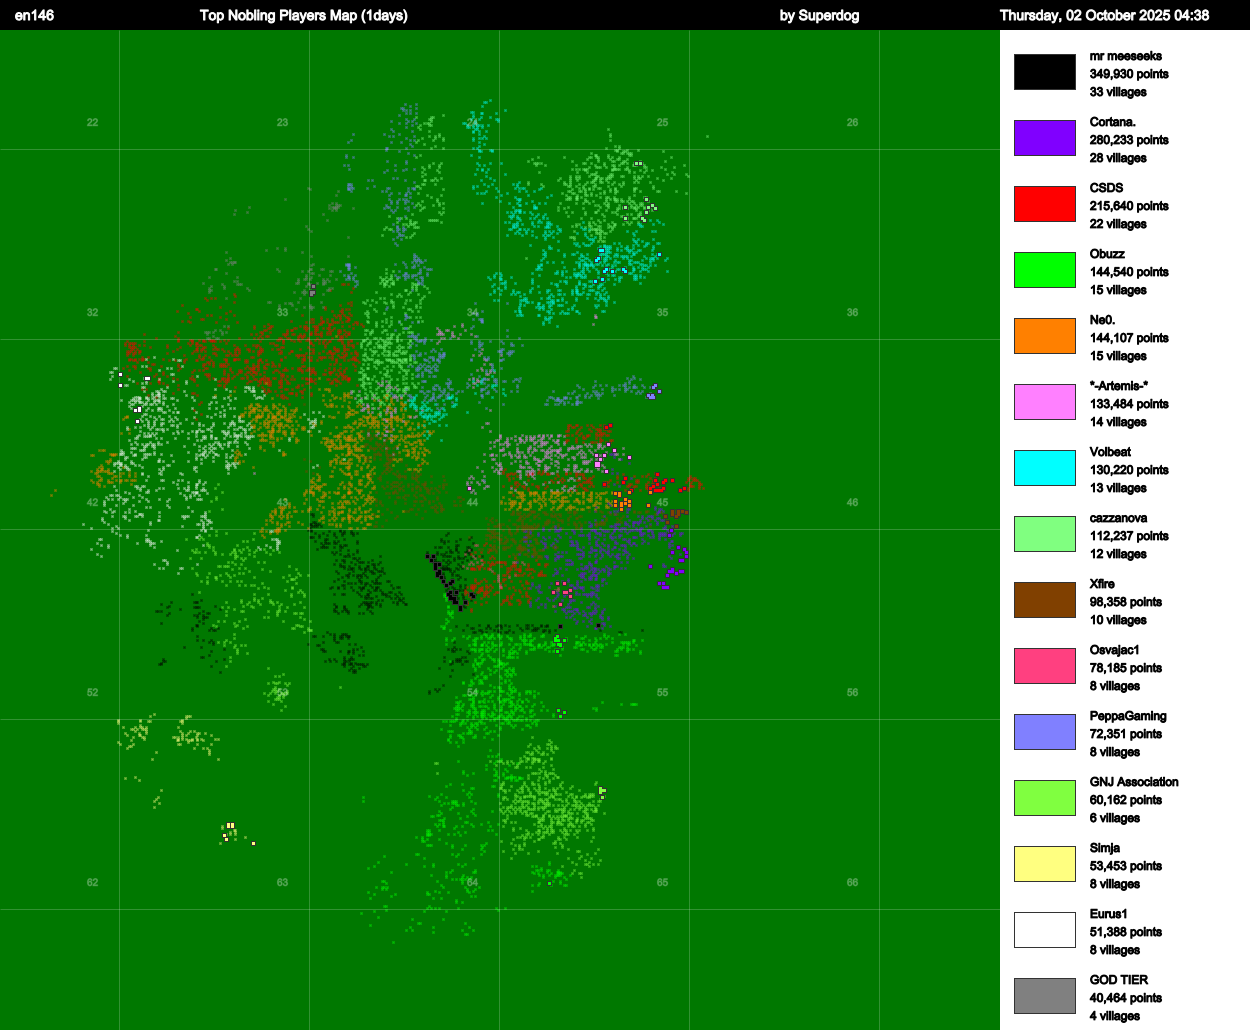 en146
Top Nobling Players Map (1days)
by Superdog
Thursday, 02 October 2025 04:38
mr meeseeks
349,930 points
33 villages
Cortana.
280,233 points
28 villages
CSDS
215,640 points
22 villages
Obuzz
144,540 points
15 villages
Ne0.
144,107 points
15 villages
*-Artemis-*
133,484 points
14 villages
Volbeat
130,220 points
13 villages
cazzanova
112,237 points
12 villages
Xfire
98,358 points
10 villages
Osvajac1
78,185 points
8 villages
PeppaGaming
72,351 points
8 villages
GNJ Association
60,162 points
6 villages
Simja
53,453 points
8 villages
Eurus1
51,388 points
8 villages
GOD TIER
40,464 points
4 villages
22 23 24 25 26
32 33 34 35 36
42 43 44 45 46
52 53 54 55 56
62 63 64 65 66